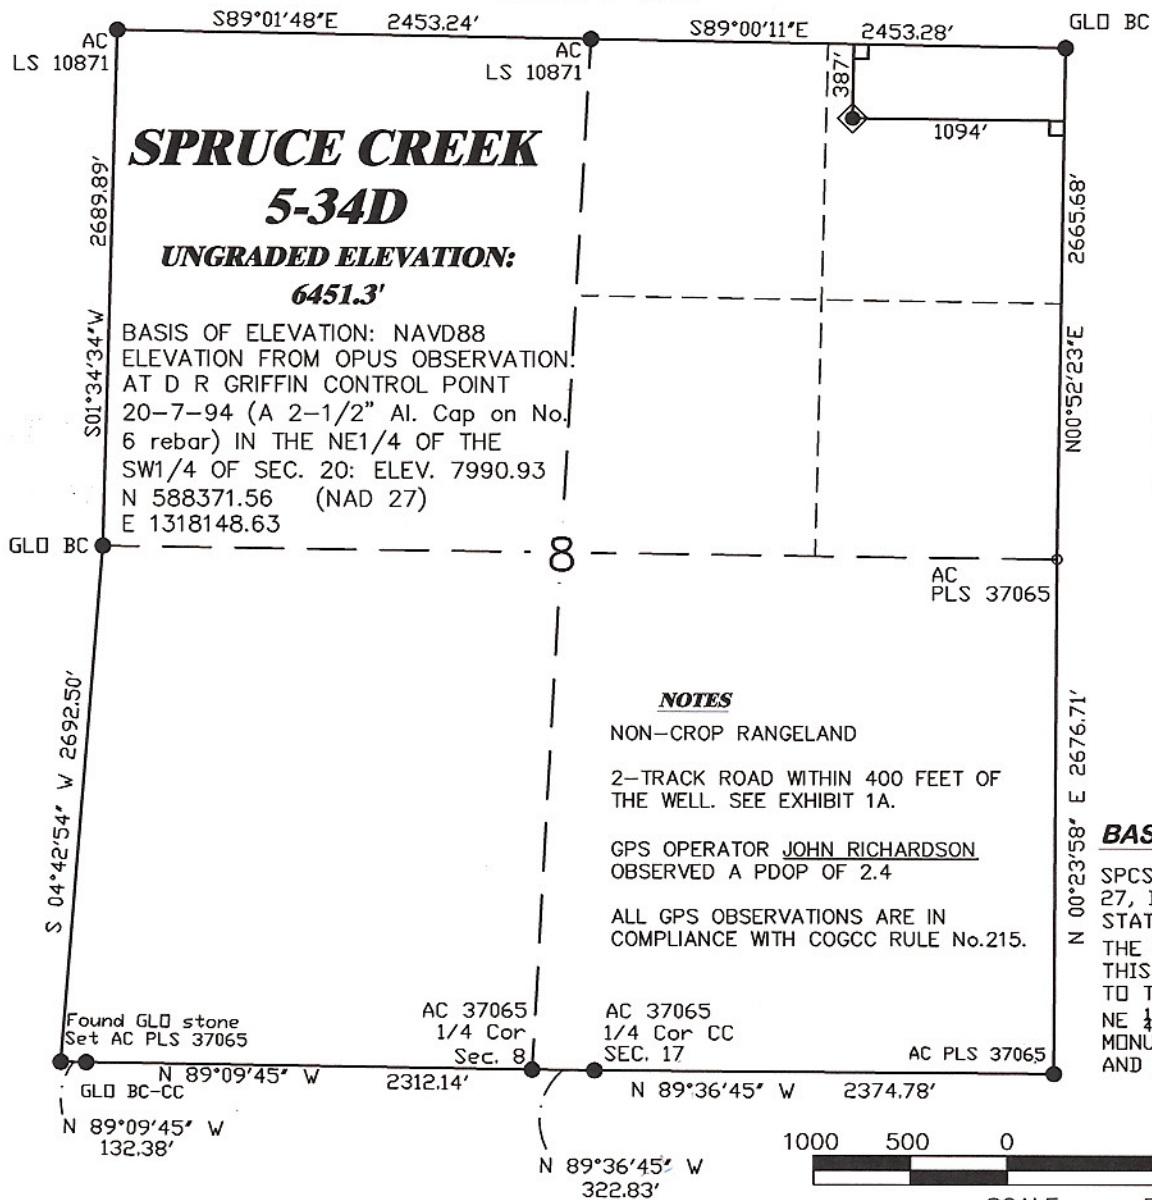 S89°01'48"E 2453.24'
S89°00'11"E 2453.28'
GLO BC
AC
LS 10871
AC
LS 10871
387'
1094'
SPRUCE CREEK
5-34D
UNGRADED ELEVATION:
6451.3'
2689.89'
S01°34'34"W
2665.68'
N00°52'23"E
BASIS OF ELEVATION: NAVD88
ELEVATION FROM OPUS OBSERVATION.
AT D R GRIFFIN CONTROL POINT
20-7-94 (A 2-1/2" Al. Cap on No.
6 rebar) IN THE NE1/4 OF THE
SW1/4 OF SEC. 20: ELEV. 7990.93
N 588371.56 (NAD 27)
E 1318148.63
GLO BC
8
AC
PLS 37065
S 04°42'54" W 2692.50'
N 00°23'58" E 2676.71'
NOTES
NON-CROP RANGELAND
2-TRACK ROAD WITHIN 400 FEET OF
THE WELL. SEE EXHIBIT 1A.
GPS OPERATOR JOHN RICHARDSON
OBSERVED A PDOP OF 2.4
ALL GPS OBSERVATIONS ARE IN
COMPLIANCE WITH COGCC RULE No.215.
BAS
SPCS
27,
STAT
THE
THIS
TO T
NE 1/4
MONU
AND
Found GLO stone
Set AC PLS 37065
AC 37065
1/4 Cor
Sec. 8
AC 37065
1/4 Cor CC
SEC. 17
AC PLS 37065
GLO BC-CC
N 89°09'45" W 2312.14'
N 89°36'45" W 2374.78'
N 89°09'45" W
132.38'
N 89°36'45" W
322.83'
1000 500 0